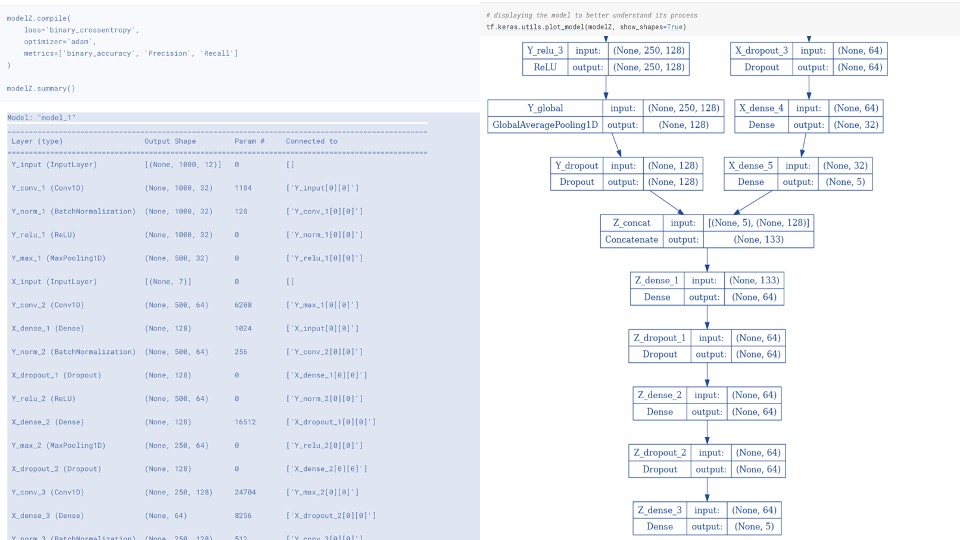 modelZ.compile(
    loss='binary_crossentropy',
    optimizer='adam',
    metrics=['binary_accuracy', 'Precision', 'Recall']
)
modelZ.summary()
Model: "model_1"
Layer (type) Output Shape Param # Connected to
Y_input (InputLayer) [(None, 1000, 12)] 0 []
Y_conv_1 (Conv1D) (None, 1000, 32) 1184 ['Y_input[0][0]']
Y_norm_1 (BatchNormalization) (None, 1000, 32) 128 ['Y_conv_1[0][0]']
Y_relu_1 (ReLU) (None, 1000, 32) 0 ['Y_norm_1[0][0]']
Y_max_1 (MaxPooling1D) (None, 500, 32) 0 ['Y_relu_1[0][0]']
X_input (InputLayer) [(None, 7)] 0 []
Y_conv_2 (Conv1D) (None, 500, 64) 6208 ['Y_max_1[0][0]']
X_dense_1 (Dense) (None, 128) 1024 ['X_input[0][0]']
Y_norm_2 (BatchNormalization) (None, 500, 64) 256 ['Y_conv_2[0][0]']
X_dropout_1 (Dropout) (None, 128) 0 ['X_dense_1[0][0]']
Y_relu_2 (ReLU) (None, 500, 64) 0 ['Y_norm_2[0][0]']
X_dense_2 (Dense) (None, 128) 16512 ['X_dropout_1[0][0]']
Y_max_2 (MaxPooling1D) (None, 250, 64) 0 ['Y_relu_2[0][0]']
X_dropout_2 (Dropout) (None, 128) 0 ['X_dense_2[0][0]']
Y_conv_3 (Conv1D) (None, 250, 128) 24704 ['Y_max_2[0][0]']
X_dense_3 (Dense) (None, 64) 8256 ['X_dropout_2[0][0]']
Y_norm_3 (BatchNormalization) (None, 250, 128) 512 ['Y_conv_3[0][0]']
# displaying the model to better understand its process
tf.keras.utils.plot_model(modelZ, show_shapes=True)
Y_relu_3 input: (None, 250, 128)
ReLU output: (None, 250, 128)
X_dropout_3 input: (None, 64)
Dropout output: (None, 64)
Y_global input: (None, 250, 128)
GlobalAveragePooling1D output: (None, 128)
X_dense_4 input: (None, 64)
Dense output: (None, 32)
Y_dropout input: (None, 128)
Dropout output: (None, 128)
X_dense_5 input: (None, 32)
Dense output: (None, 5)
Z_concat input: [(None, 5), (None, 128)]
Concatenate output: (None, 133)
Z_dense_1 input: (None, 133)
Dense output: (None, 64)
Z_dropout_1 input: (None, 64)
Dropout output: (None, 64)
Z_dense_2 input: (None, 64)
Dense output: (None, 64)
Z_dropout_2 input: (None, 64)
Dropout output: (None, 64)
Z_dense_3 input: (None, 64)
Dense output: (None, 5)